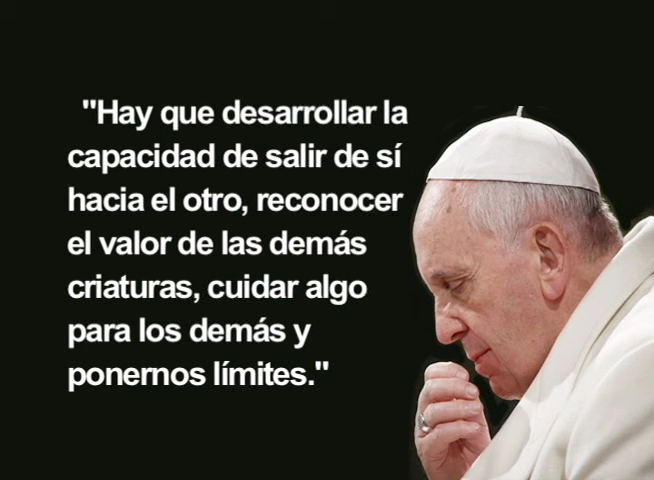 "Hay que desarrollar la
capacidad de salir de sí
hacia el otro, reconocer
el valor de las demás
criaturas, cuidar algo
para los demás y
ponernos límites."